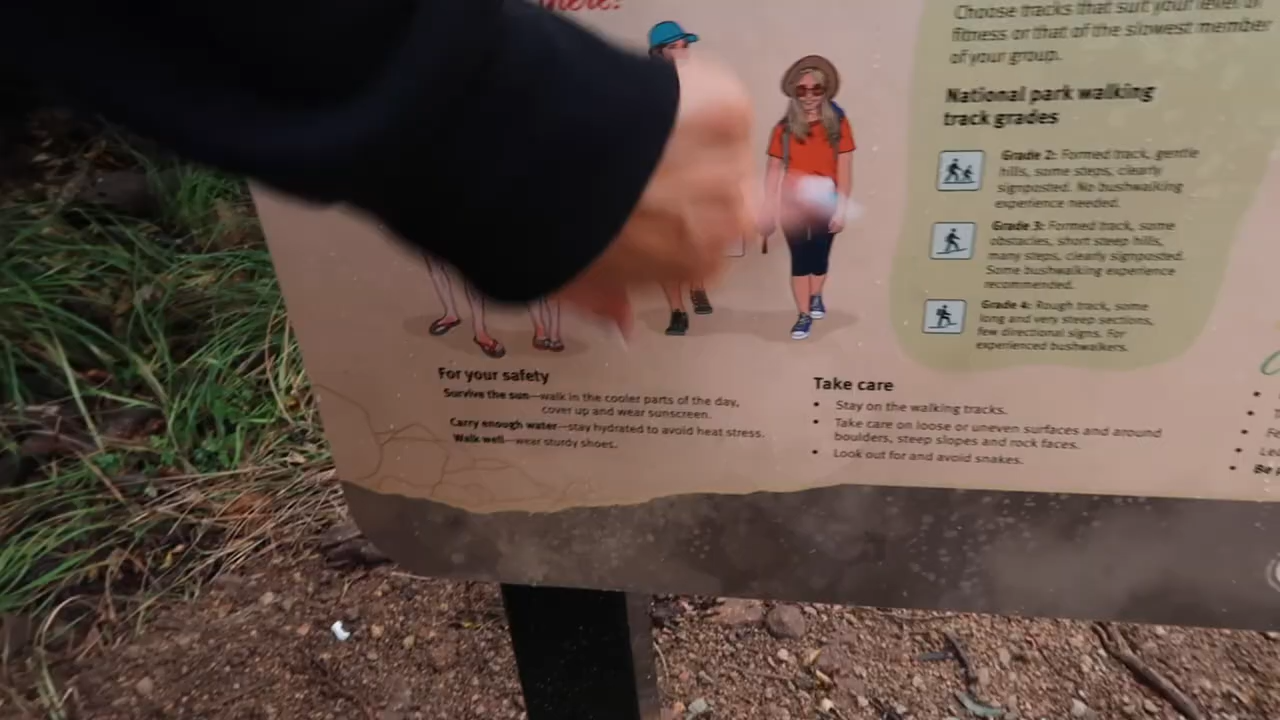 here!
Choose tracks that suit your level of
fitness or that of the slowest member
of your group.
National park walking
track grades
Grade 2: Formed track, gentle
hills, some steps, clearly
signposted. No bushwalking
experience needed.
Grade 3: Formed track, some
obstacles, short steep hills,
many steps, clearly signposted.
Some bushwalking experience
recommended.
Grade 4: Rough track, some
long and very steep sections,
few directional signs. For
experienced bushwalkers.
For your safety
Survive the sun—walk in the cooler parts of the day,
cover up and wear sunscreen.
Carry enough water—stay hydrated to avoid heat stress.
Walk well—wear sturdy shoes.
Take care
• Stay on the walking tracks.
• Take care on loose or uneven surfaces and around
boulders, steep slopes and rock faces.
• Look out for and avoid snakes.